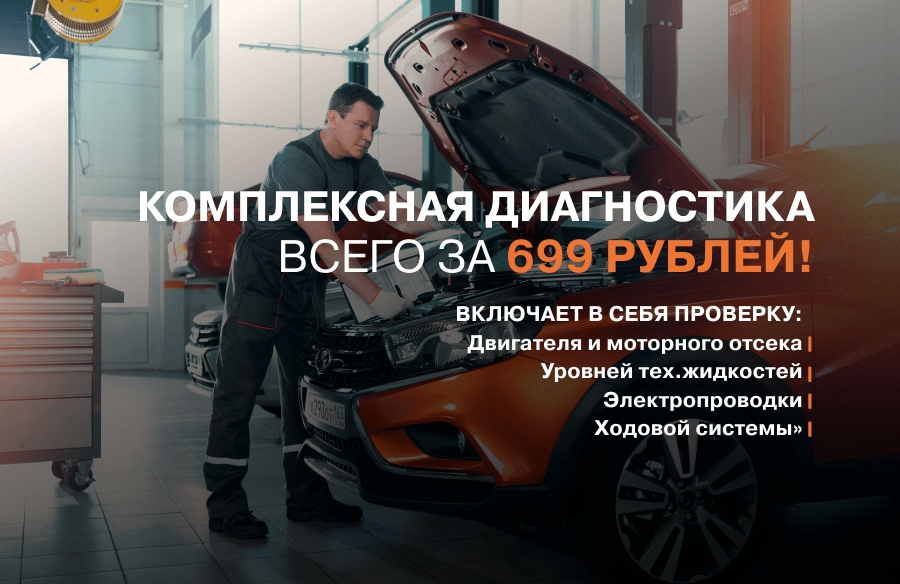 КОМПЛЕКСНАЯ ДИАГНОСТИКА
ВСЕГО ЗА 699 РУБЛЕЙ!
ВКЛЮЧАЕТ В СЕБЯ ПРОВЕРКУ:
Двигателя и моторного отсека
Уровней тех.жидкостей
Электропроводки
Ходовой системы»